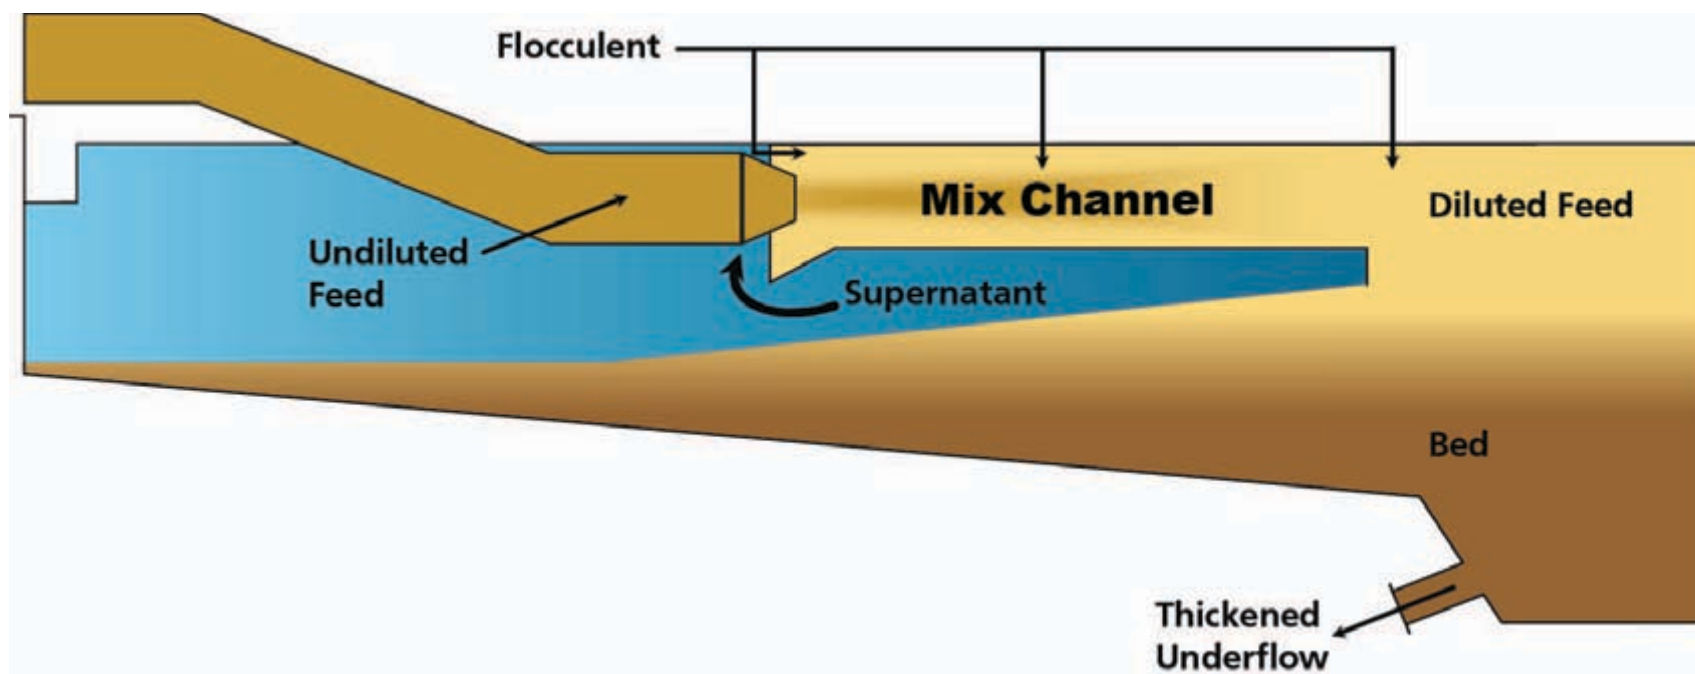 Flocculent
Mix Channel
Diluted Feed
Undiluted
Feed
Supernatant
Bed
Thickened
Underflow